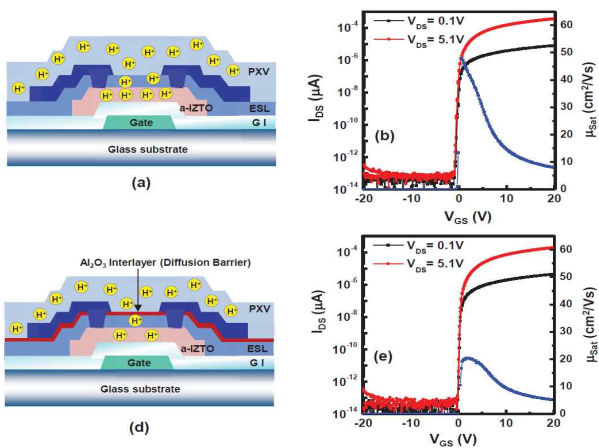 H⁺ H⁺ H⁺ H⁺ H⁺ H⁺
H⁺ H⁺ H⁺ H⁺
PXV H⁺ H⁺ H⁺ H⁺
H⁺ H⁺ H⁺ H⁺ H⁺
a-IZTO
ESL
Gate
G I
Glass substrate
(a)
I_DS (μA)
10⁻⁴
10⁻⁶
10⁻⁸
10⁻¹⁰
10⁻¹²
10⁻¹⁴
V_DS= 0.1V
V_DS= 5.1V
(b)
60
50
40
30
20
10
0
μ_Sat (cm²/Vs)
-20 -10 0 10 20
V_GS (V)
Al₂O₃ Interlayer (Diffusion Barrier)
H⁺ H⁺ H⁺ H⁺ H⁺ H⁺
H⁺ H⁺ H⁺ H⁺
PXV
H⁺
a-IZTO
ESL
Gate
G I
Glass substrate
(d)
I_DS (μA)
10⁻⁴
10⁻⁶
10⁻⁸
10⁻¹⁰
10⁻¹²
10⁻¹⁴
V_DS= 0.1V
V_DS= 5.1V
(e)
60
50
40
30
20
10
0
μ_Sat (cm²/Vs)
-20 -10 0 10 20
V_GS (V)